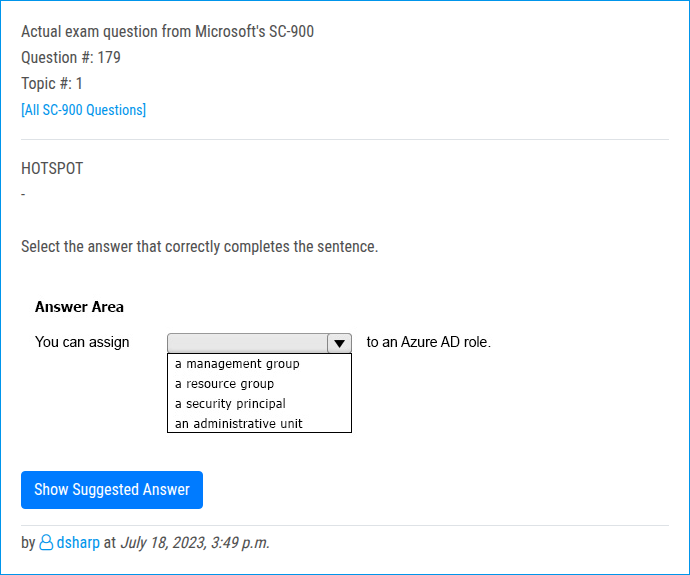 Actual exam question from Microsoft's SC-900
Question #: 179
Topic #: 1
[All SC-900 Questions]
HOTSPOT
-
Select the answer that correctly completes the sentence.
Answer Area
You can assign to an Azure AD role.
a management group
a resource group
a security principal
an administrative unit
Show Suggested Answer
by dsharp at July 18, 2023, 3:49 p.m.